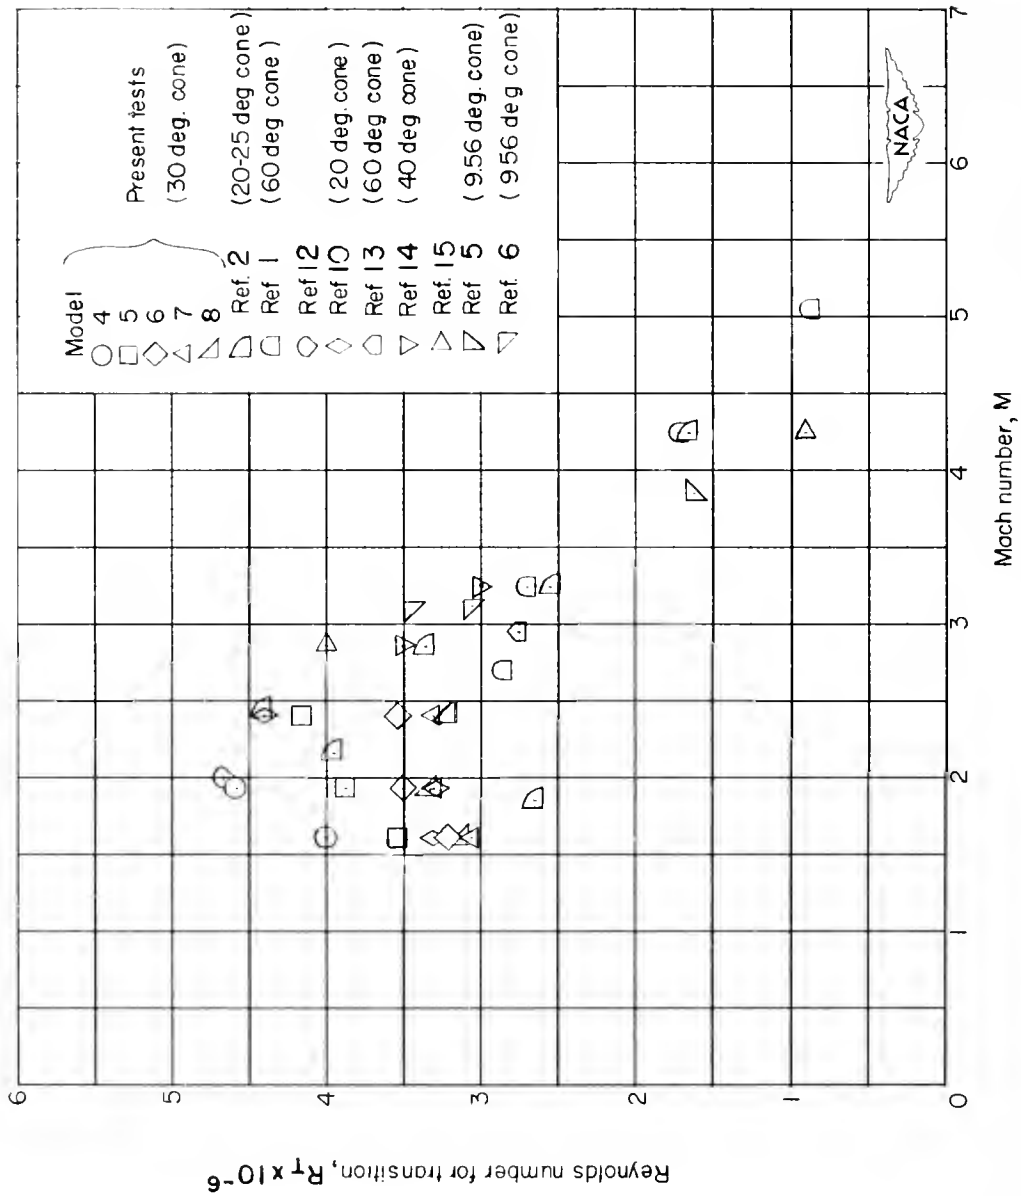 Model
4
5
6
7
8
Present tests
(30 deg. cone)
Ref. 2 (20-25 deg cone)
Ref 1 (60 deg cone)
Ref 12
Ref 10 (20 deg. cone)
Ref 13 (60 deg cone)
Ref 14 (40 deg cone)
Ref. 15
Ref 5 (9.56 deg. cone)
Ref. 6 (956 deg cone)
NACA
6
5
4
3
2
1
0
1
2
3
4
5
6
7
Reynolds number for transition, R_T x 10^-6
Mach number, M